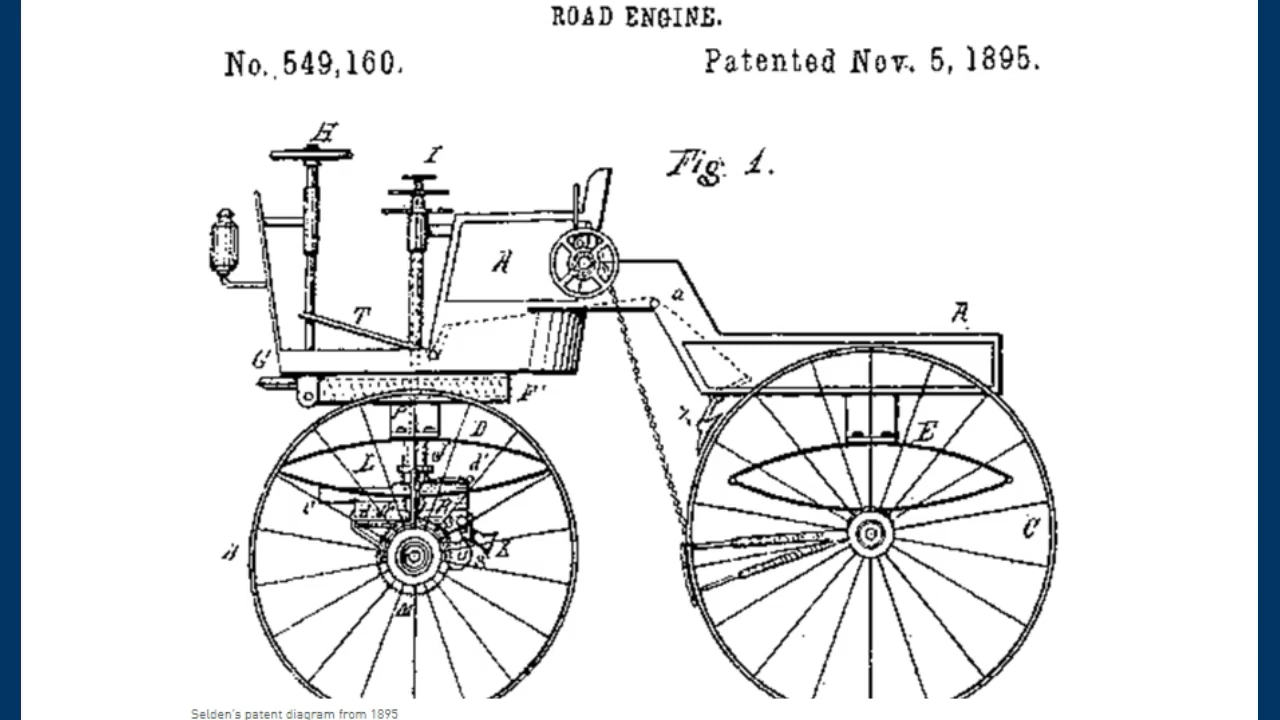 ROAD ENGINE.
No. 549,160.
Patented Nov. 5, 1895.
H
I
Fig. 1.
A
a
T
A
G
F
D
E
L
d'
C
B
Selden's patent diagram from 1895